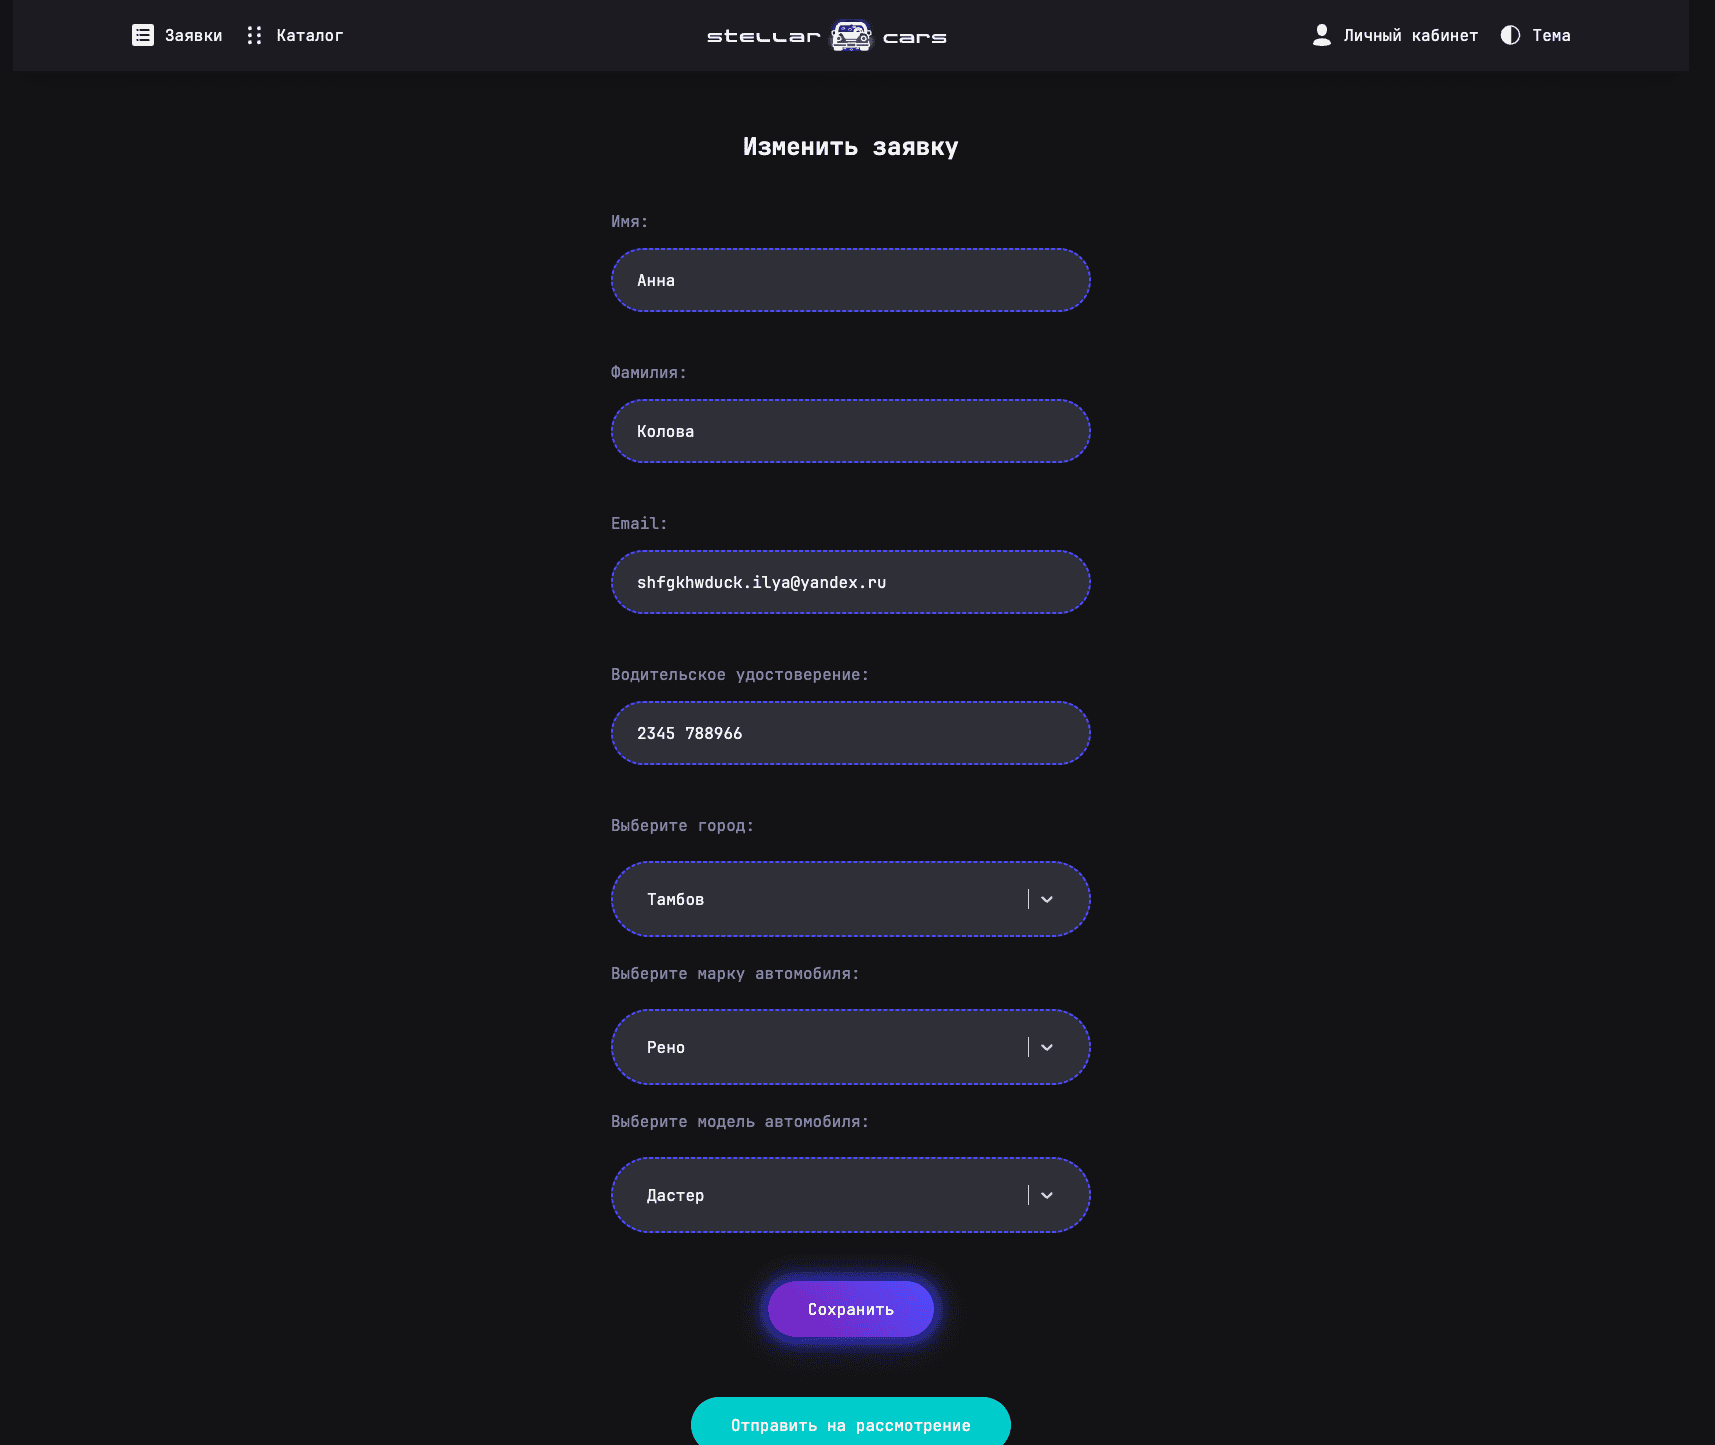 Заявки Каталог stellar cars Личный кабинет Тема
Изменить заявку
Имя:
Анна
Фамилия:
Колова
Email:
shfgkhwduck.ilya@yandex.ru
Водительское удостоверение:
2345 788966
Выберите город:
Тамбов
Выберите марку автомобиля:
Рено
Выберите модель автомобиля:
Дастер
Сохранить
Отправить на рассмотрение